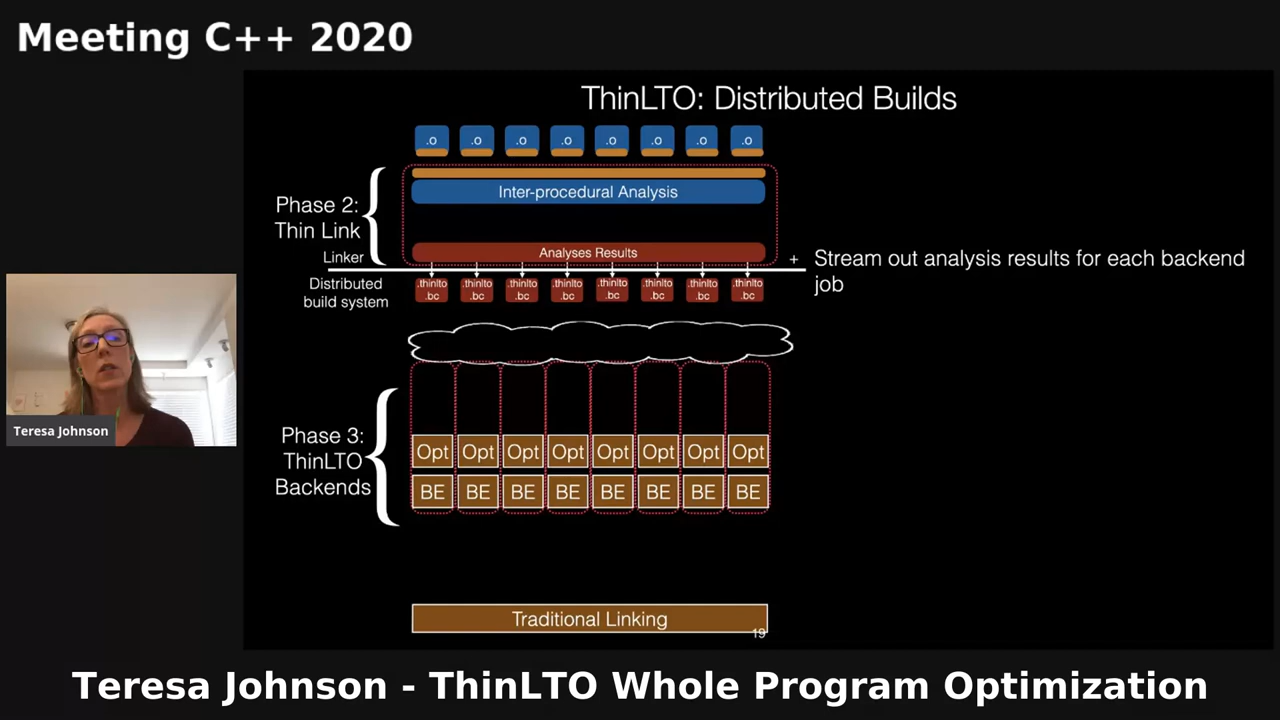 Meeting C++ 2020
ThinLTO: Distributed Builds
.o .o .o .o .o .o .o .o
Inter-procedural Analysis
Phase 2:
Thin Link
Analyses Results
Linker
+ Stream out analysis results for each backend
job
Distributed
build system
.thinlto .thinlto .thinlto .thinlto .thinlto .thinlto .thinlto .thinlto
.bc .bc .bc .bc .bc .bc .bc .bc
Teresa Johnson
Phase 3:
ThinLTO
Backends
Opt Opt Opt Opt Opt Opt Opt Opt
BE BE BE BE BE BE BE BE
Traditional Linking
19
Teresa Johnson - ThinLTO Whole Program Optimization